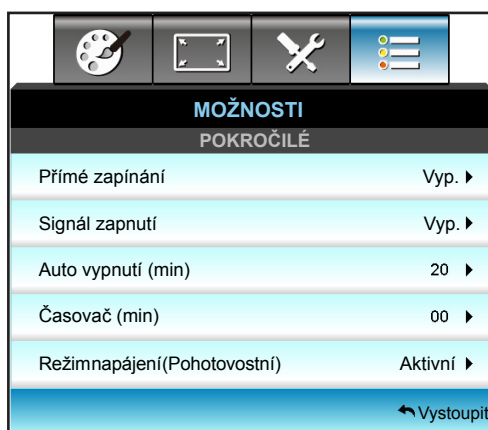 MOŽNOSTI
POKROČILÉ
Přímé zapínání Vyp.
Signál zapnutí Vyp.
Auto vypnutí (min) 20
Časovač (min) 00
Režimnapájení(Pohotovostní) Aktivní
Vystoupit